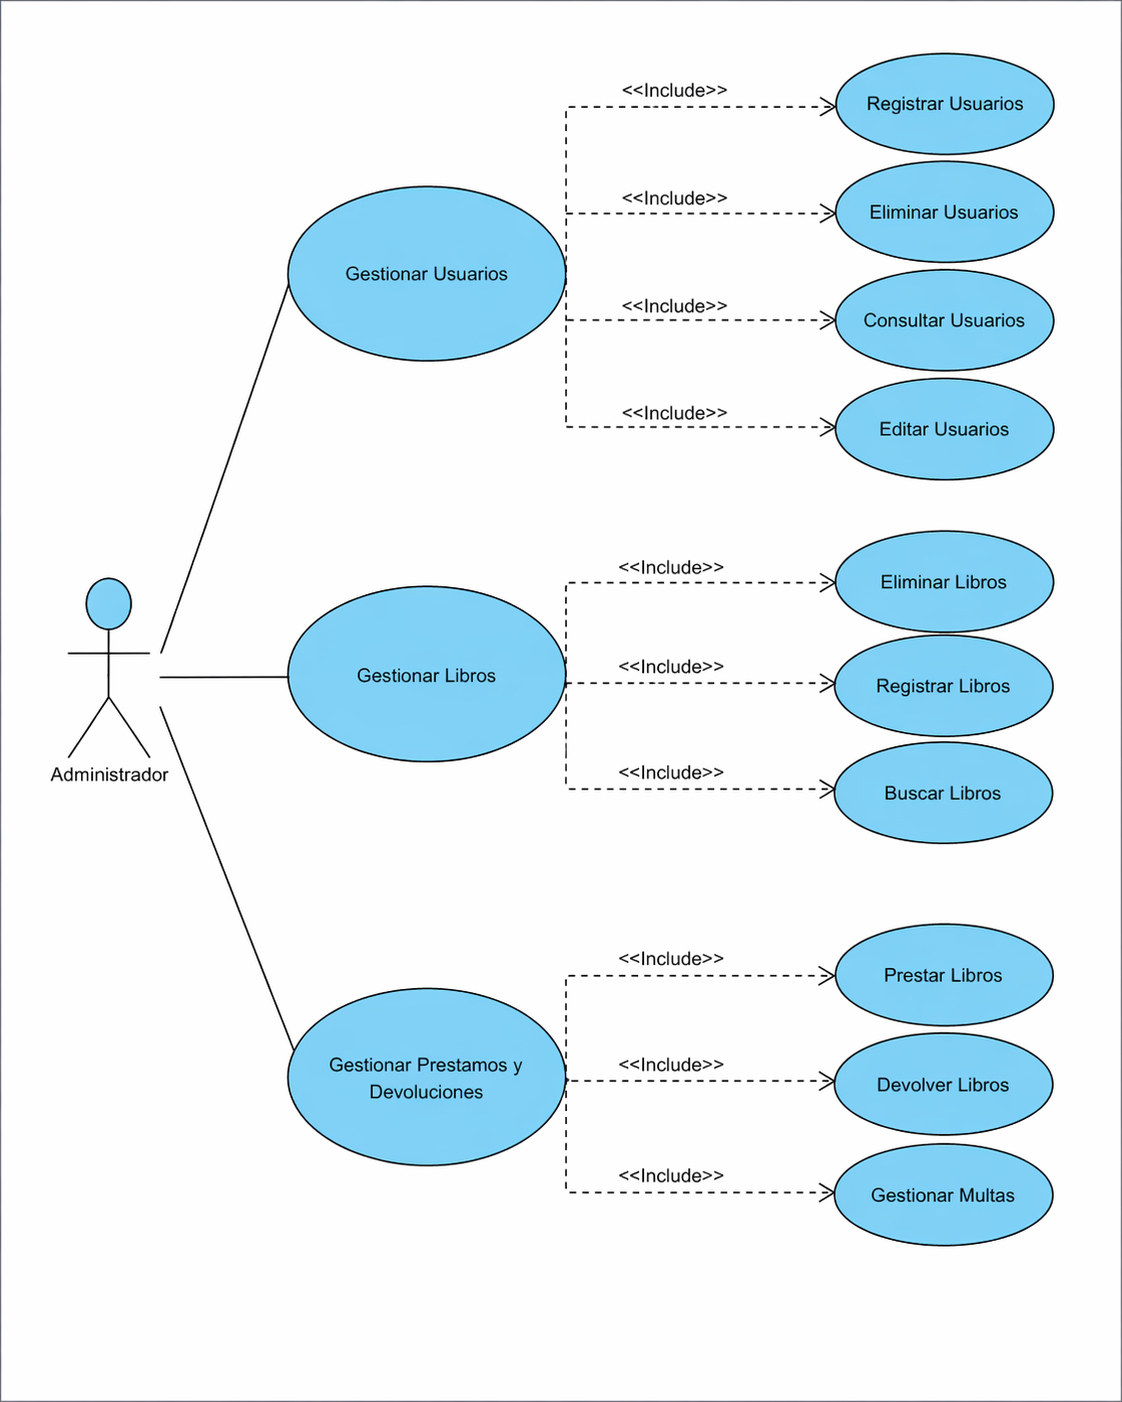 <<Include>>
Registrar Usuarios
<<Include>>
Eliminar Usuarios
Gestionar Usuarios
<<Include>>
Consultar Usuarios
<<Include>>
Editar Usuarios
<<Include>>
Eliminar Libros
<<Include>>
Gestionar Libros
Registrar Libros
Administrador
<<Include>>
Buscar Libros
<<Include>>
Prestar Libros
Gestionar Prestamos y
Devoluciones
<<Include>>
Devolver Libros
<<Include>>
Gestionar Multas